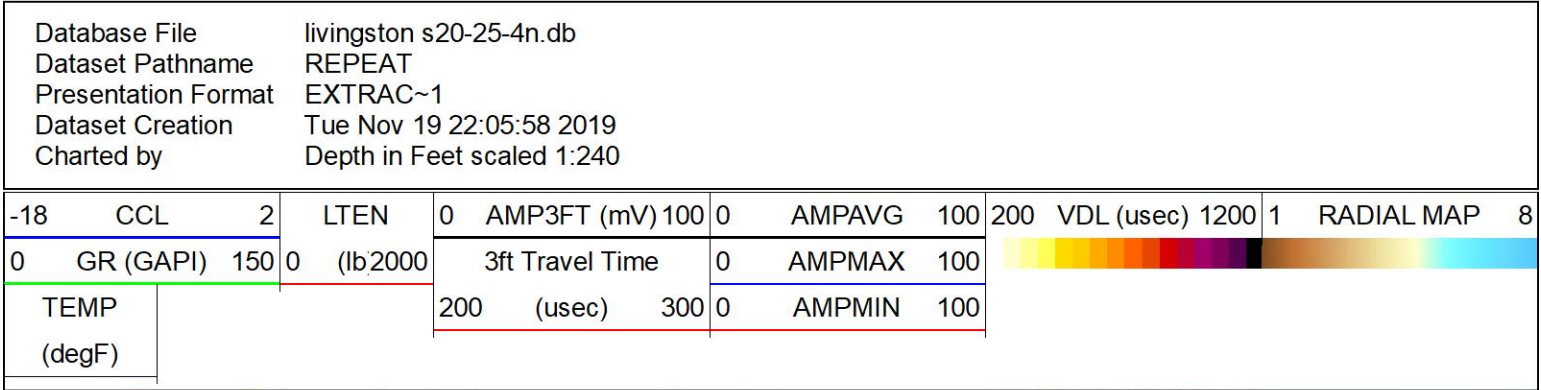 Database File livingston s20-25-4n.db
Dataset Pathname REPEAT
Presentation Format EXTRAC~1
Dataset Creation Tue Nov 19 22:05:58 2019
Charted by Depth in Feet scaled 1:240
-18 CCL 2 LTEN 0 AMP3FT (mV) 100 0 AMPAVG 100 200 VDL (usec) 1200 1 RADIAL MAP 8
0 GR (GAPI) 150 0 (lb 2000 3ft Travel Time 0 AMPMAX 100
TEMP 200 (usec) 300 0 AMPMIN 100
(degF)